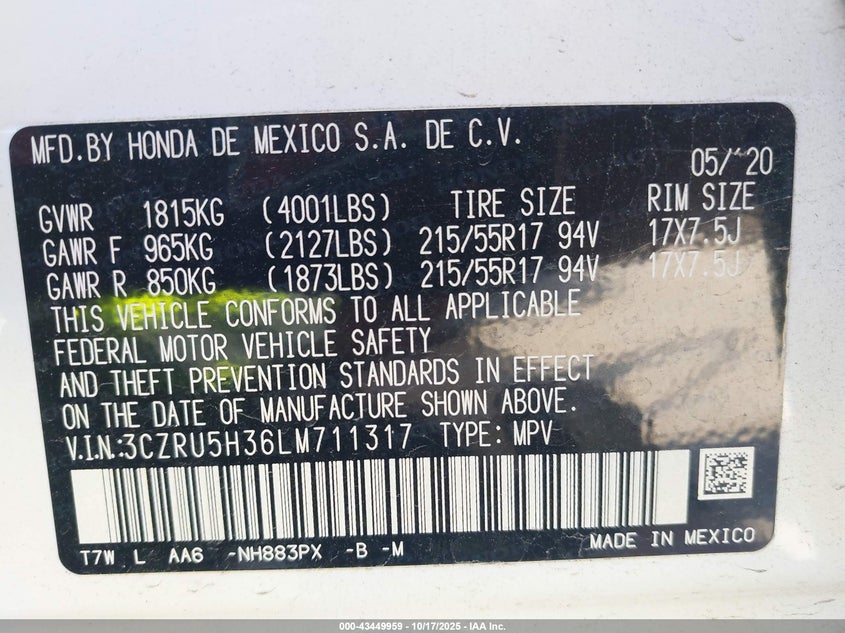 MFD.BY HONDA DE MEXICO S.A. DE C.V.
05/20
GVWR 1815KG (4001LBS) TIRE SIZE RIM SIZE
GAWR F 965KG (2127LBS) 215/55R17 94V 17X7.5J
GAWR R 850KG (1873LBS) 215/55R17 94V 17X7.5J
THIS VEHICLE CONFORMS TO ALL APPLICABLE
FEDERAL MOTOR VEHICLE SAFETY
AND THEFT PREVENTION STANDARDS IN EFFECT
ON THE DATE OF MANUFACTURE SHOWN ABOVE.
V.I.N.:3CZRU5H36LM711317 TYPE: MPV
T7W L AA6 -NH883PX -B -M MADE IN MEXICO
000-43449959 - 10/17/2025 - IAA Inc.